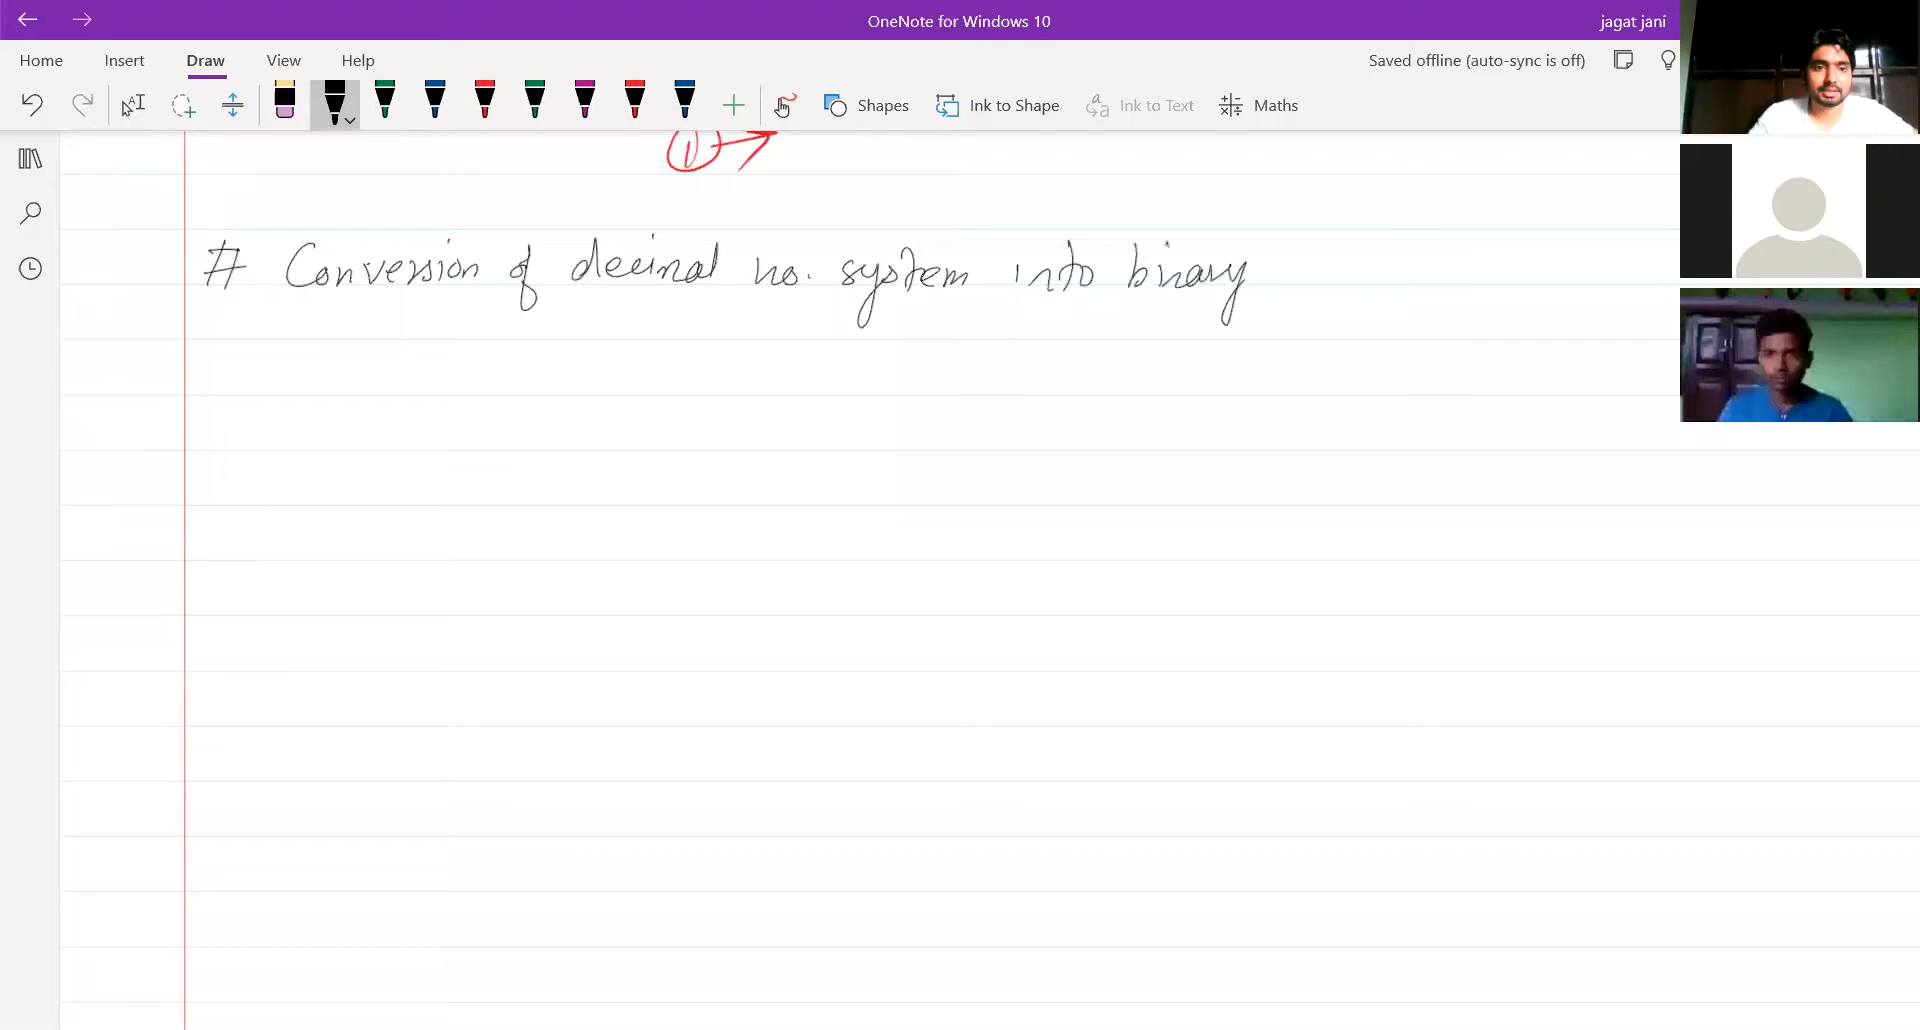 OneNote for Windows 10
jagat jani
Home Insert Draw View Help
Saved offline (auto-sync is off)
Shapes Ink to Shape Ink to Text Maths
1
# Conversion of decimal no. system into binary